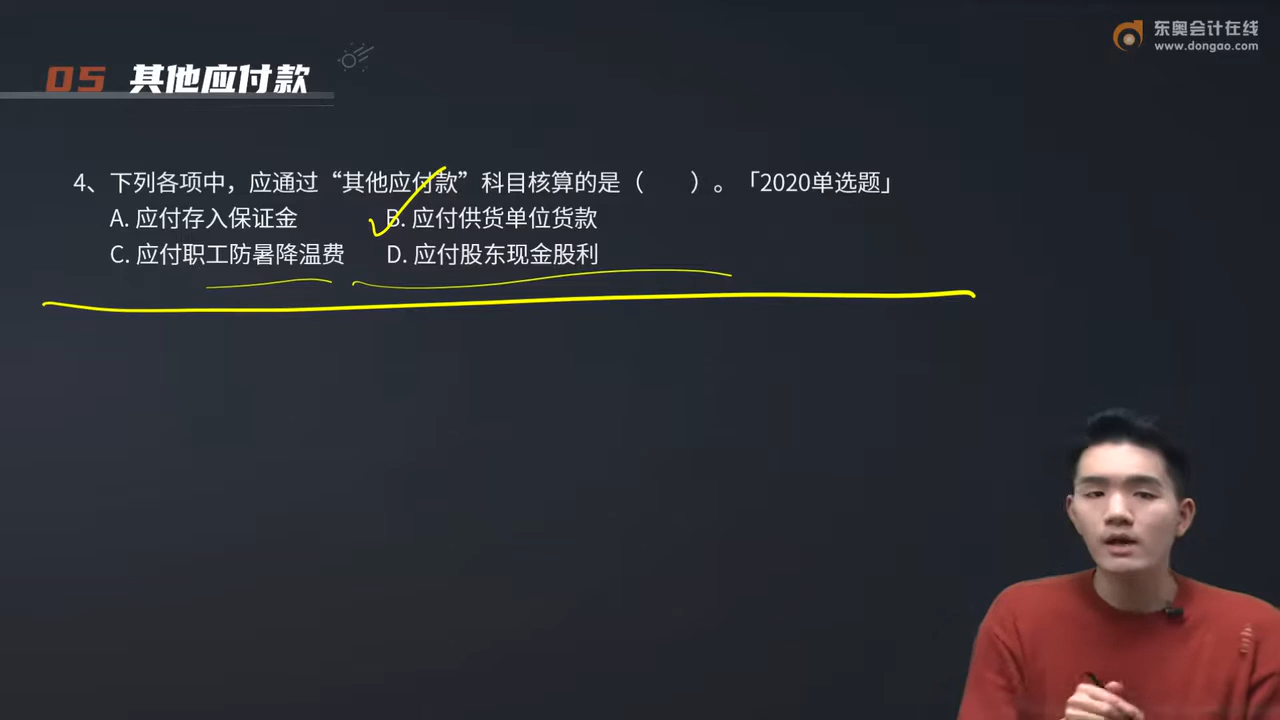 东奥会计在线
www.dongao.com
05 其他应付款
4、下列各项中，应通过“其他应付款”科目核算的是（　　）。「2020单选题」
A. 应付存入保证金　　B. 应付供货单位货款
C. 应付职工防暑降温费　　D. 应付股东现金股利